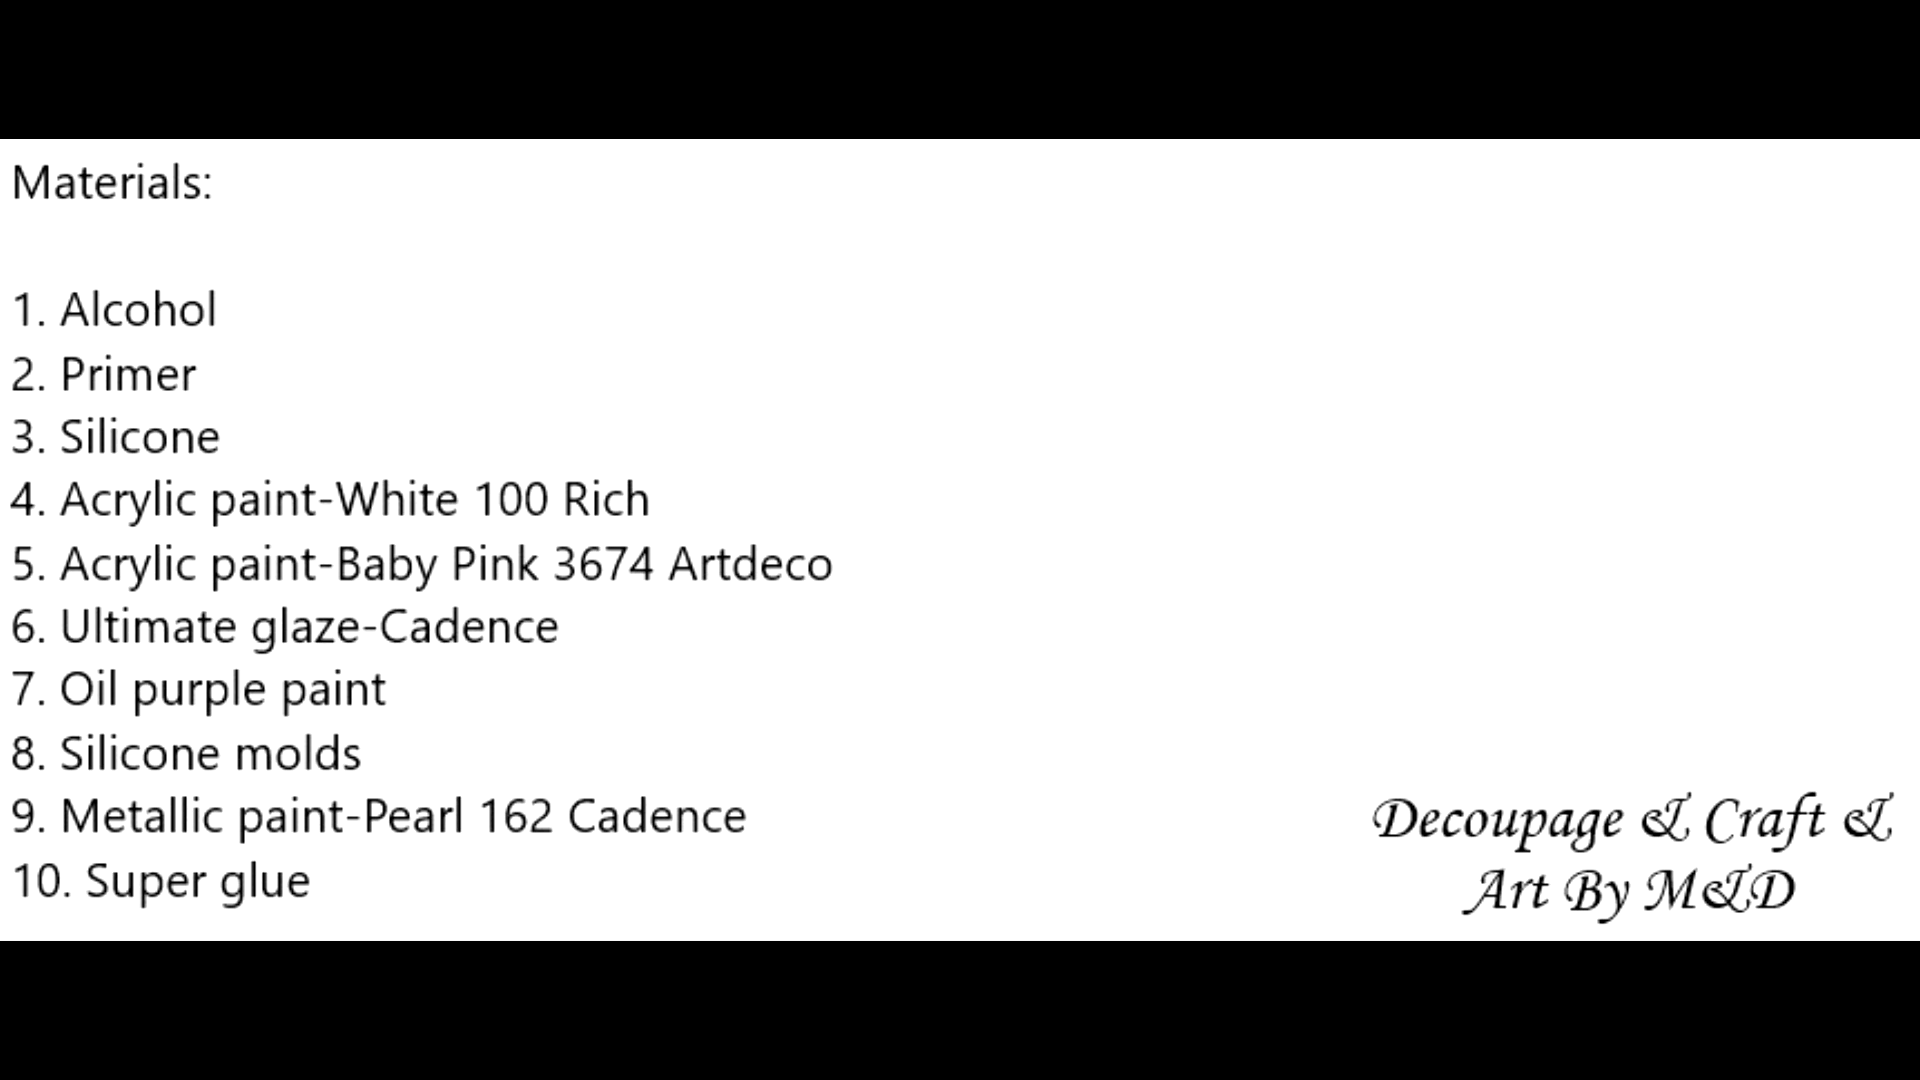 Materials:
1. Alcohol
2. Primer
3. Silicone
4. Acrylic paint-White 100 Rich
5. Acrylic paint-Baby Pink 3674 Artdeco
6. Ultimate glaze-Cadence
7. Oil purple paint
8. Silicone molds
9. Metallic paint-Pearl 162 Cadence
10. Super glue
Decoupage & Craft &
Art By M&D